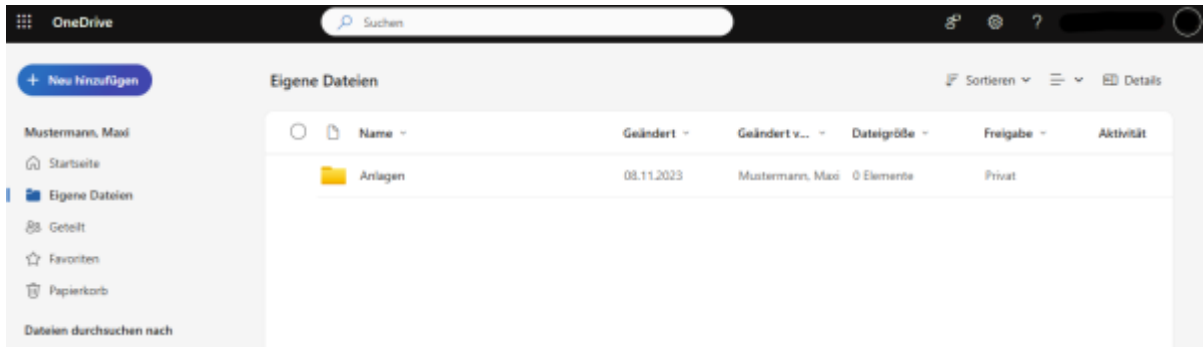 OneDrive
Suchen
?
+ Neu hinzufügen
Eigene Dateien
Sortieren
Details
Mustermann, Maxi
Name
Geändert
Geändert v...
Dateigröße
Freigabe
Aktivität
Startseite
Anlagen
08.11.2023
Mustermann, Maxi
0 Elemente
Privat
Eigene Dateien
Geteilt
Favoriten
Papierkorb
Dateien durchsuchen nach